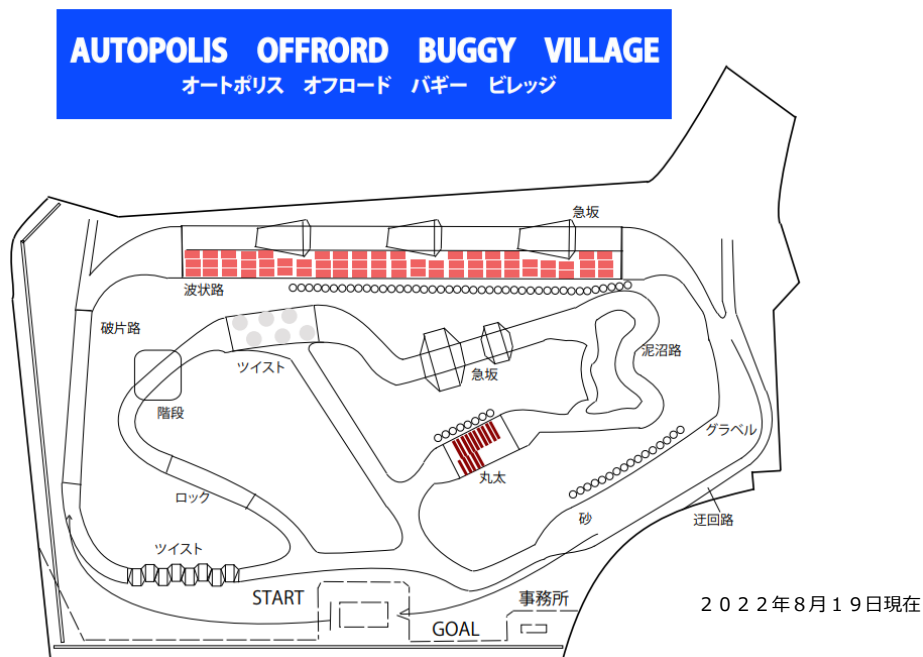 AUTOPOLIS OFFRORD BUGGY VILLAGE
オートポリス オフロード バギー ビレッジ
急坂
波状路
破片路
ツイスト
急坂
泥沼路
階段
グラベル
丸太
ロック
砂
迂回路
ツイスト
START
事務所
GOAL
２０２２年８月１９日現在